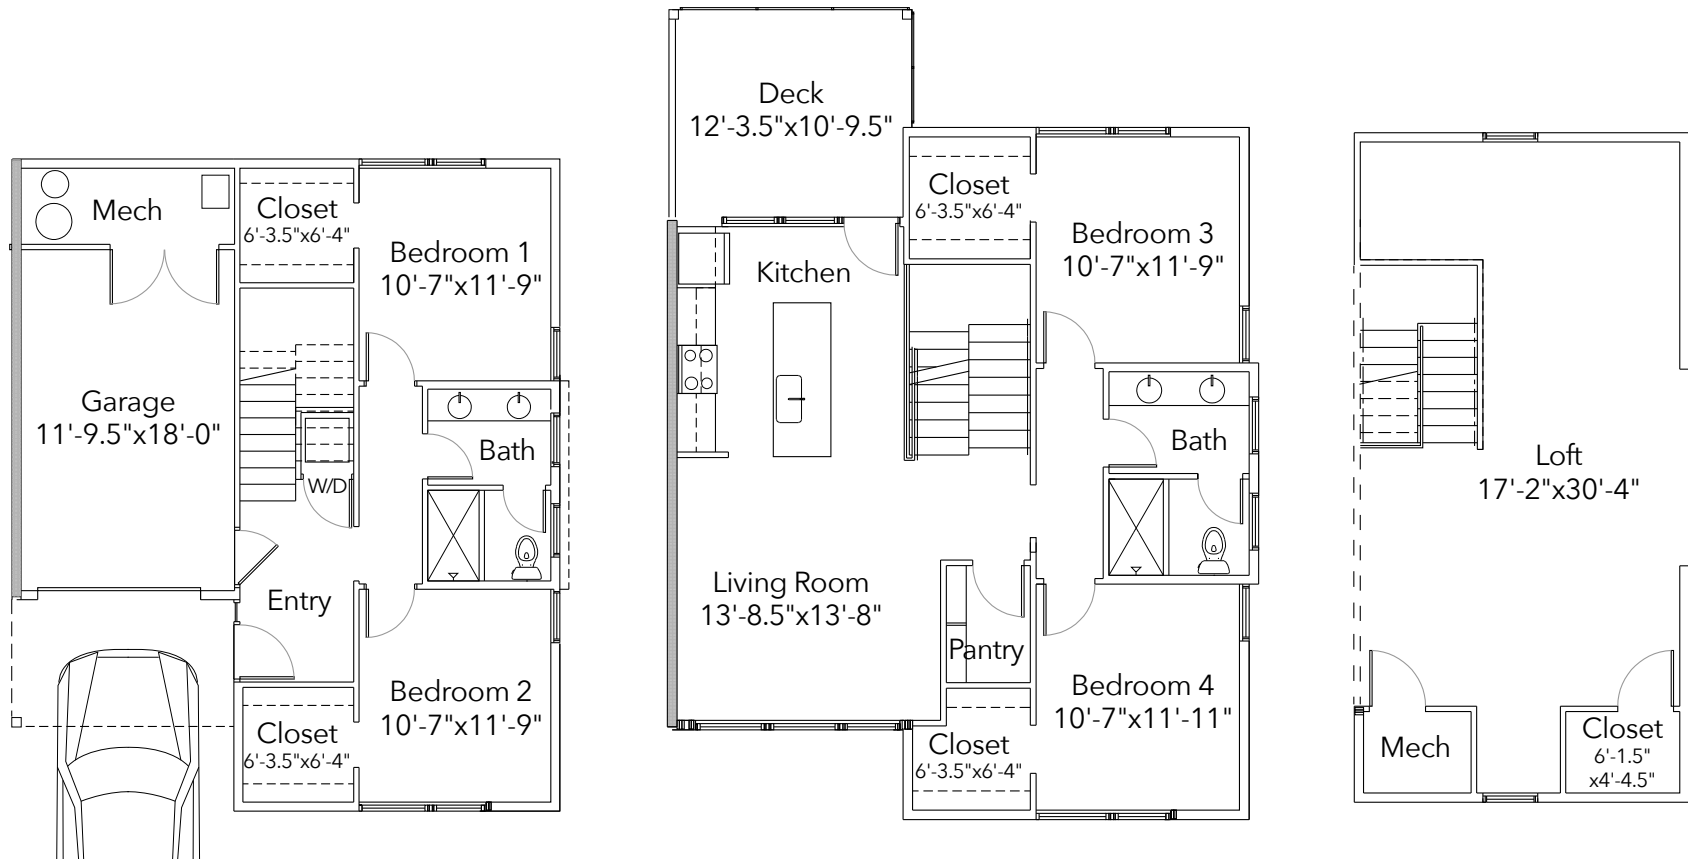 Mech
Closet
6'-3.5"x6'-4"
Bedroom 1
10'-7"x11'-9"
Garage
11'-9.5"x18'-0"
Bath
W/D
Entry
Bedroom 2
10'-7"x11'-9"
Closet
6'-3.5"x6'-4"
Deck
12'-3.5"x10'-9.5"
Closet
6'-3.5"x6'-4"
Bedroom 3
10'-7"x11'-9"
Kitchen
Bath
Living Room
13'-8.5"x13'-8"
Pantry
Bedroom 4
10'-7"x11'-11"
Closet
6'-3.5"x6'-4"
Loft
17'-2"x30'-4"
Mech
Closet
6'-1.5"
x4'-4.5"